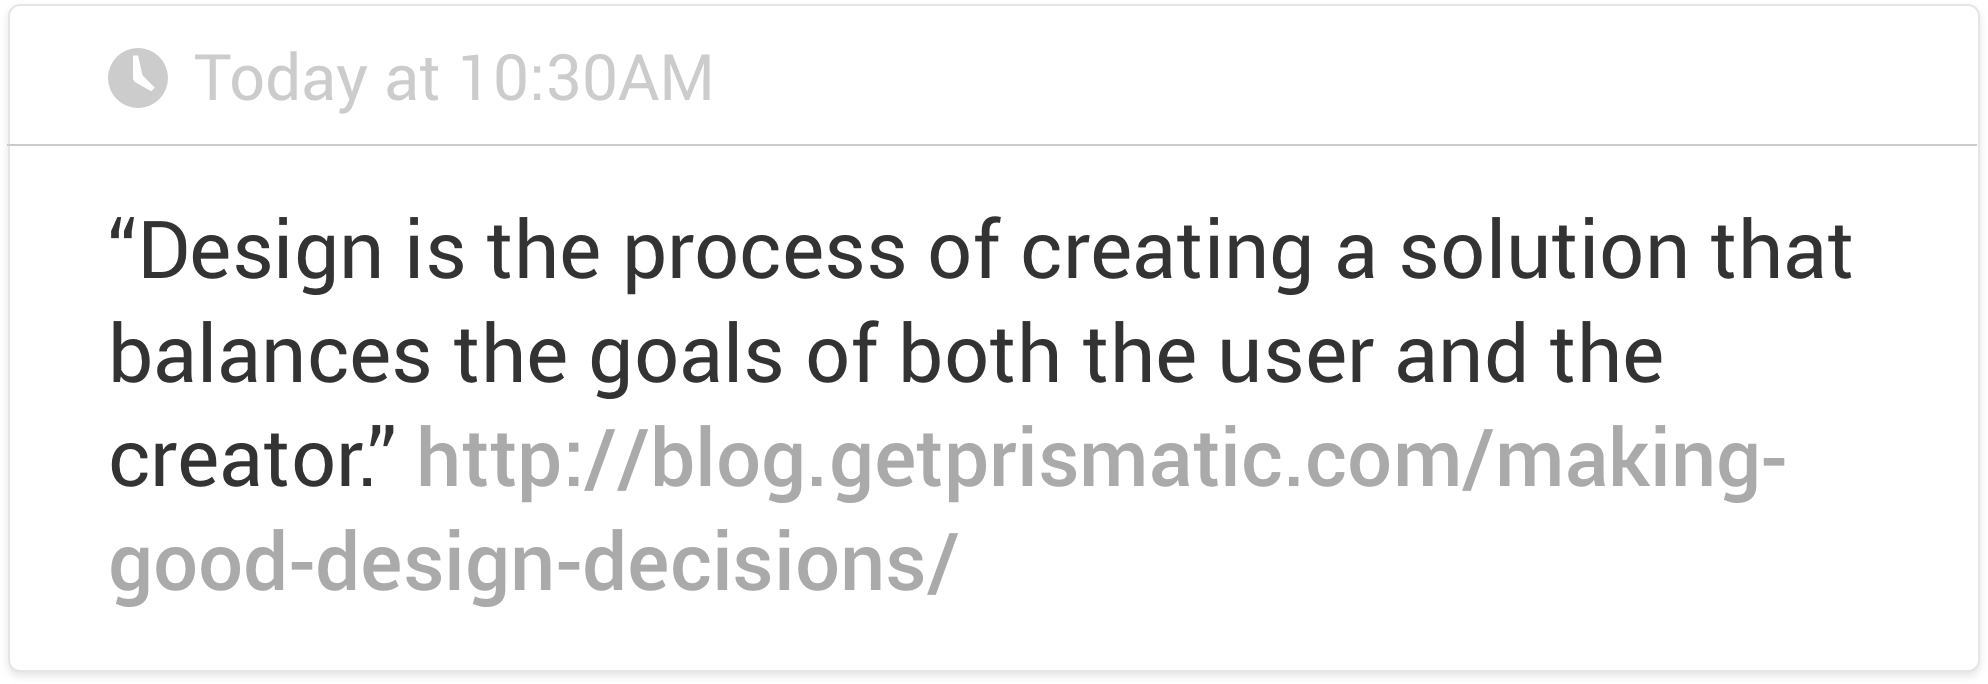 Today at 10:30AM
“Design is the process of creating a solution that
balances the goals of both the user and the
creator.” http://blog.getprismatic.com/making-
good-design-decisions/